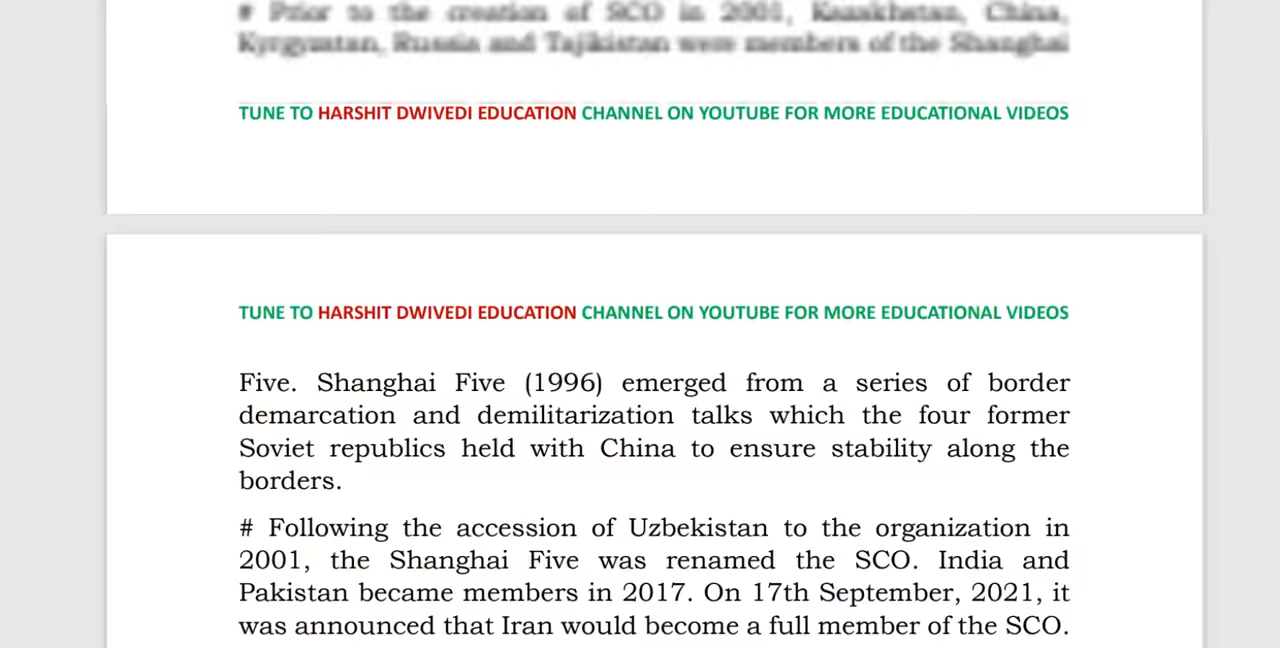 # Prior to the creation of SCO in 2001, Kazakhstan, China,
Kyrgyzstan, Russia and Tajikistan were members of the Shanghai
TUNE TO HARSHIT DWIVEDI EDUCATION CHANNEL ON YOUTUBE FOR MORE EDUCATIONAL VIDEOS
TUNE TO HARSHIT DWIVEDI EDUCATION CHANNEL ON YOUTUBE FOR MORE EDUCATIONAL VIDEOS
Five. Shanghai Five (1996) emerged from a series of border
demarcation and demilitarization talks which the four former
Soviet republics held with China to ensure stability along the
borders.
# Following the accession of Uzbekistan to the organization in
2001, the Shanghai Five was renamed the SCO. India and
Pakistan became members in 2017. On 17th September, 2021, it
was announced that Iran would become a full member of the SCO.